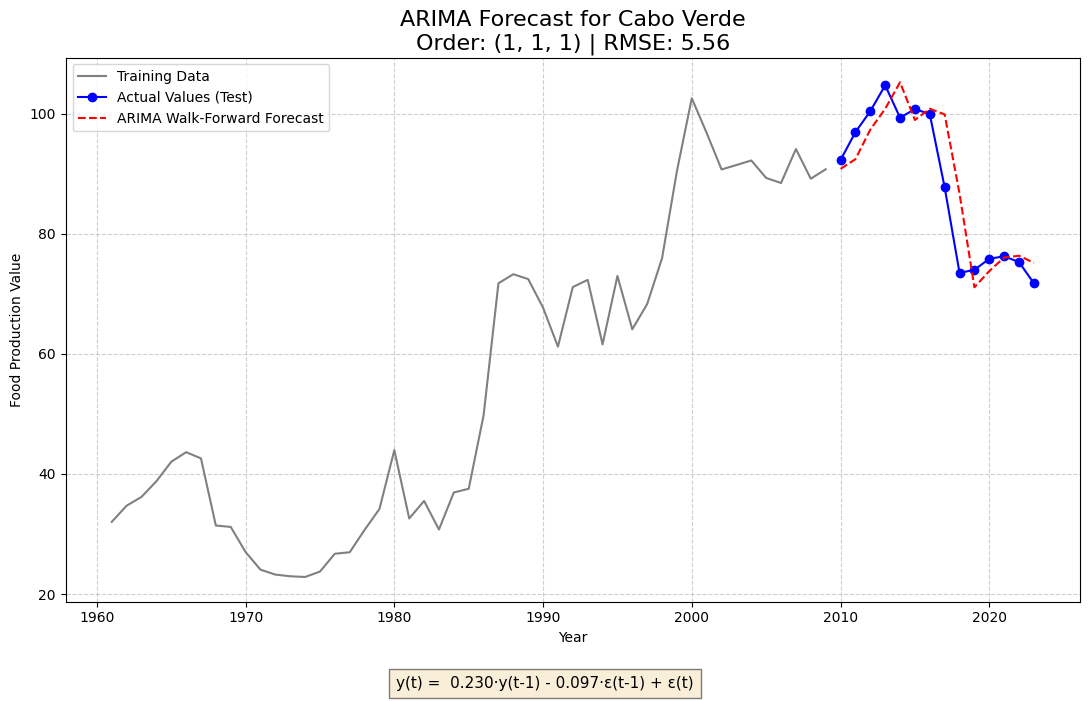 ARIMA Forecast for Cabo Verde
Order: (1, 1, 1) | RMSE: 5.56
Training Data
Actual Values (Test)
ARIMA Walk-Forward Forecast
Food Production Value
100
80
60
40
20
1960 1970 1980 1990 2000 2010 2020
Year
y(t) = 0.230·y(t-1) - 0.097·ε(t-1) + ε(t)